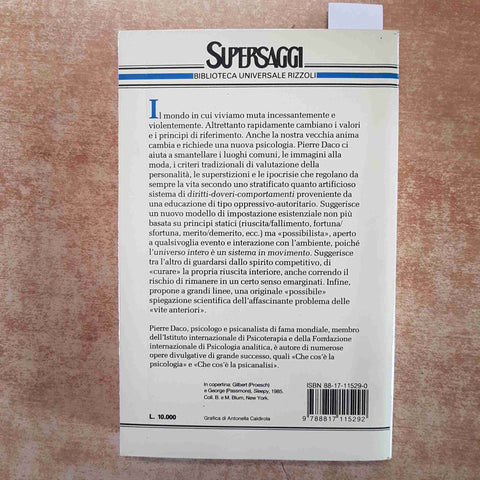 SUPERSAGGI
BIBLIOTECA UNIVERSALE RIZZOLI
Il mondo in cui viviamo muta incessantemente e
violentemente. Altrettanto rapidamente cambiano i valori
e i principi di riferimento. Anche la nostra vecchia anima
cambia e richiede una nuova psicologia. Pierre Daco ci
aiuta a smantellare i luoghi comuni, le immagini alla
moda, i criteri tradizionali di valutazione della
personalità, le superstizioni e le ipocrisie che regolano da
sempre la vita secondo uno stratificato quanto artificioso
sistema di diritti-doveri-comportamenti proveniente da
una educazione di tipo oppressivo-autoritario. Suggerisce
un nuovo modello di impostazione esistenziale non più
basata su principi statici (riuscita/fallimento, fortuna/
sfortuna, merito/demerito, ecc.) ma «possibilista», aperto
a qualsivoglia evento e interazione con l'ambiente, poiché
l'universo intero è un sistema in movimento. Suggerisce
tra l'altro di guardarsi dallo spirito competitivo, di
«curare» la propria riuscita interiore, anche correndo il
rischio di rimanere in un certo senso emarginati. Infine,
propone a grandi linee, una originale «possibile»
spiegazione scientifica dell'affascinante problema delle
«vite anteriori».
Pierre Daco, psicologo e psicanalista di fama mondiale, membro
dell'Istituto internazionale di Psicoterapia e della Fondazione
internazionale di Psicologia analitica, è autore di numerose
opere divulgative di grande successo, quali «Che cos'è la
psicologia» e «Che cos'è la psicanalisi».
In copertina: Gilbert (Proesch)
e George (Passmore), Sleepy, 1985.
Coll. B. e M. Blum, New York.
L. 10.000
Grafica di Antonella Caldirola
ISBN 88-17-11529-0
9 788817 115292